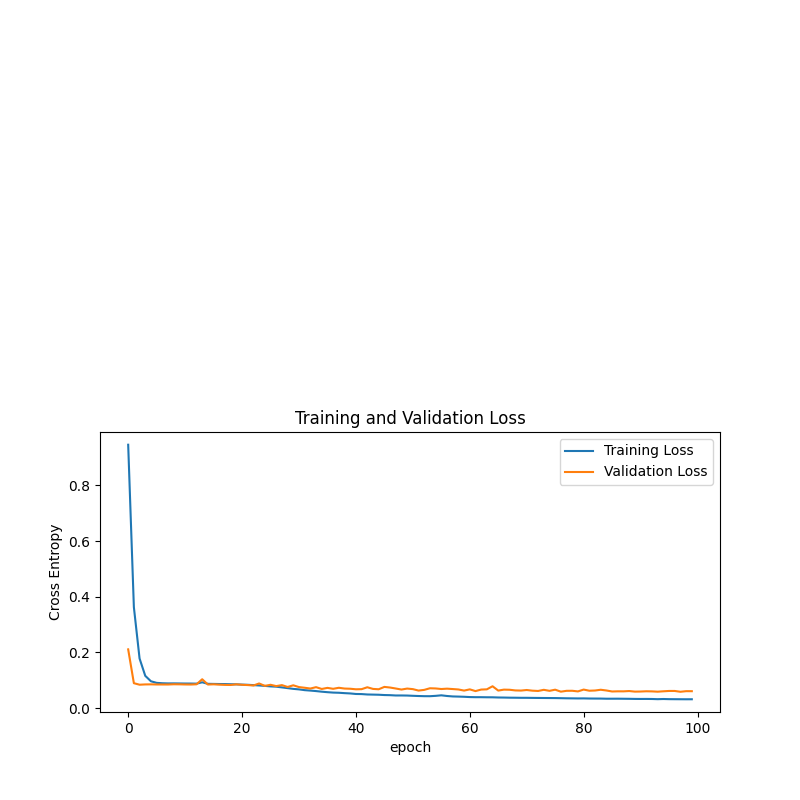 Training and Validation Loss
Training Loss
Validation Loss
Cross Entropy
0.8
0.6
0.4
0.2
0.0
0 20 40 60 80 100
epoch